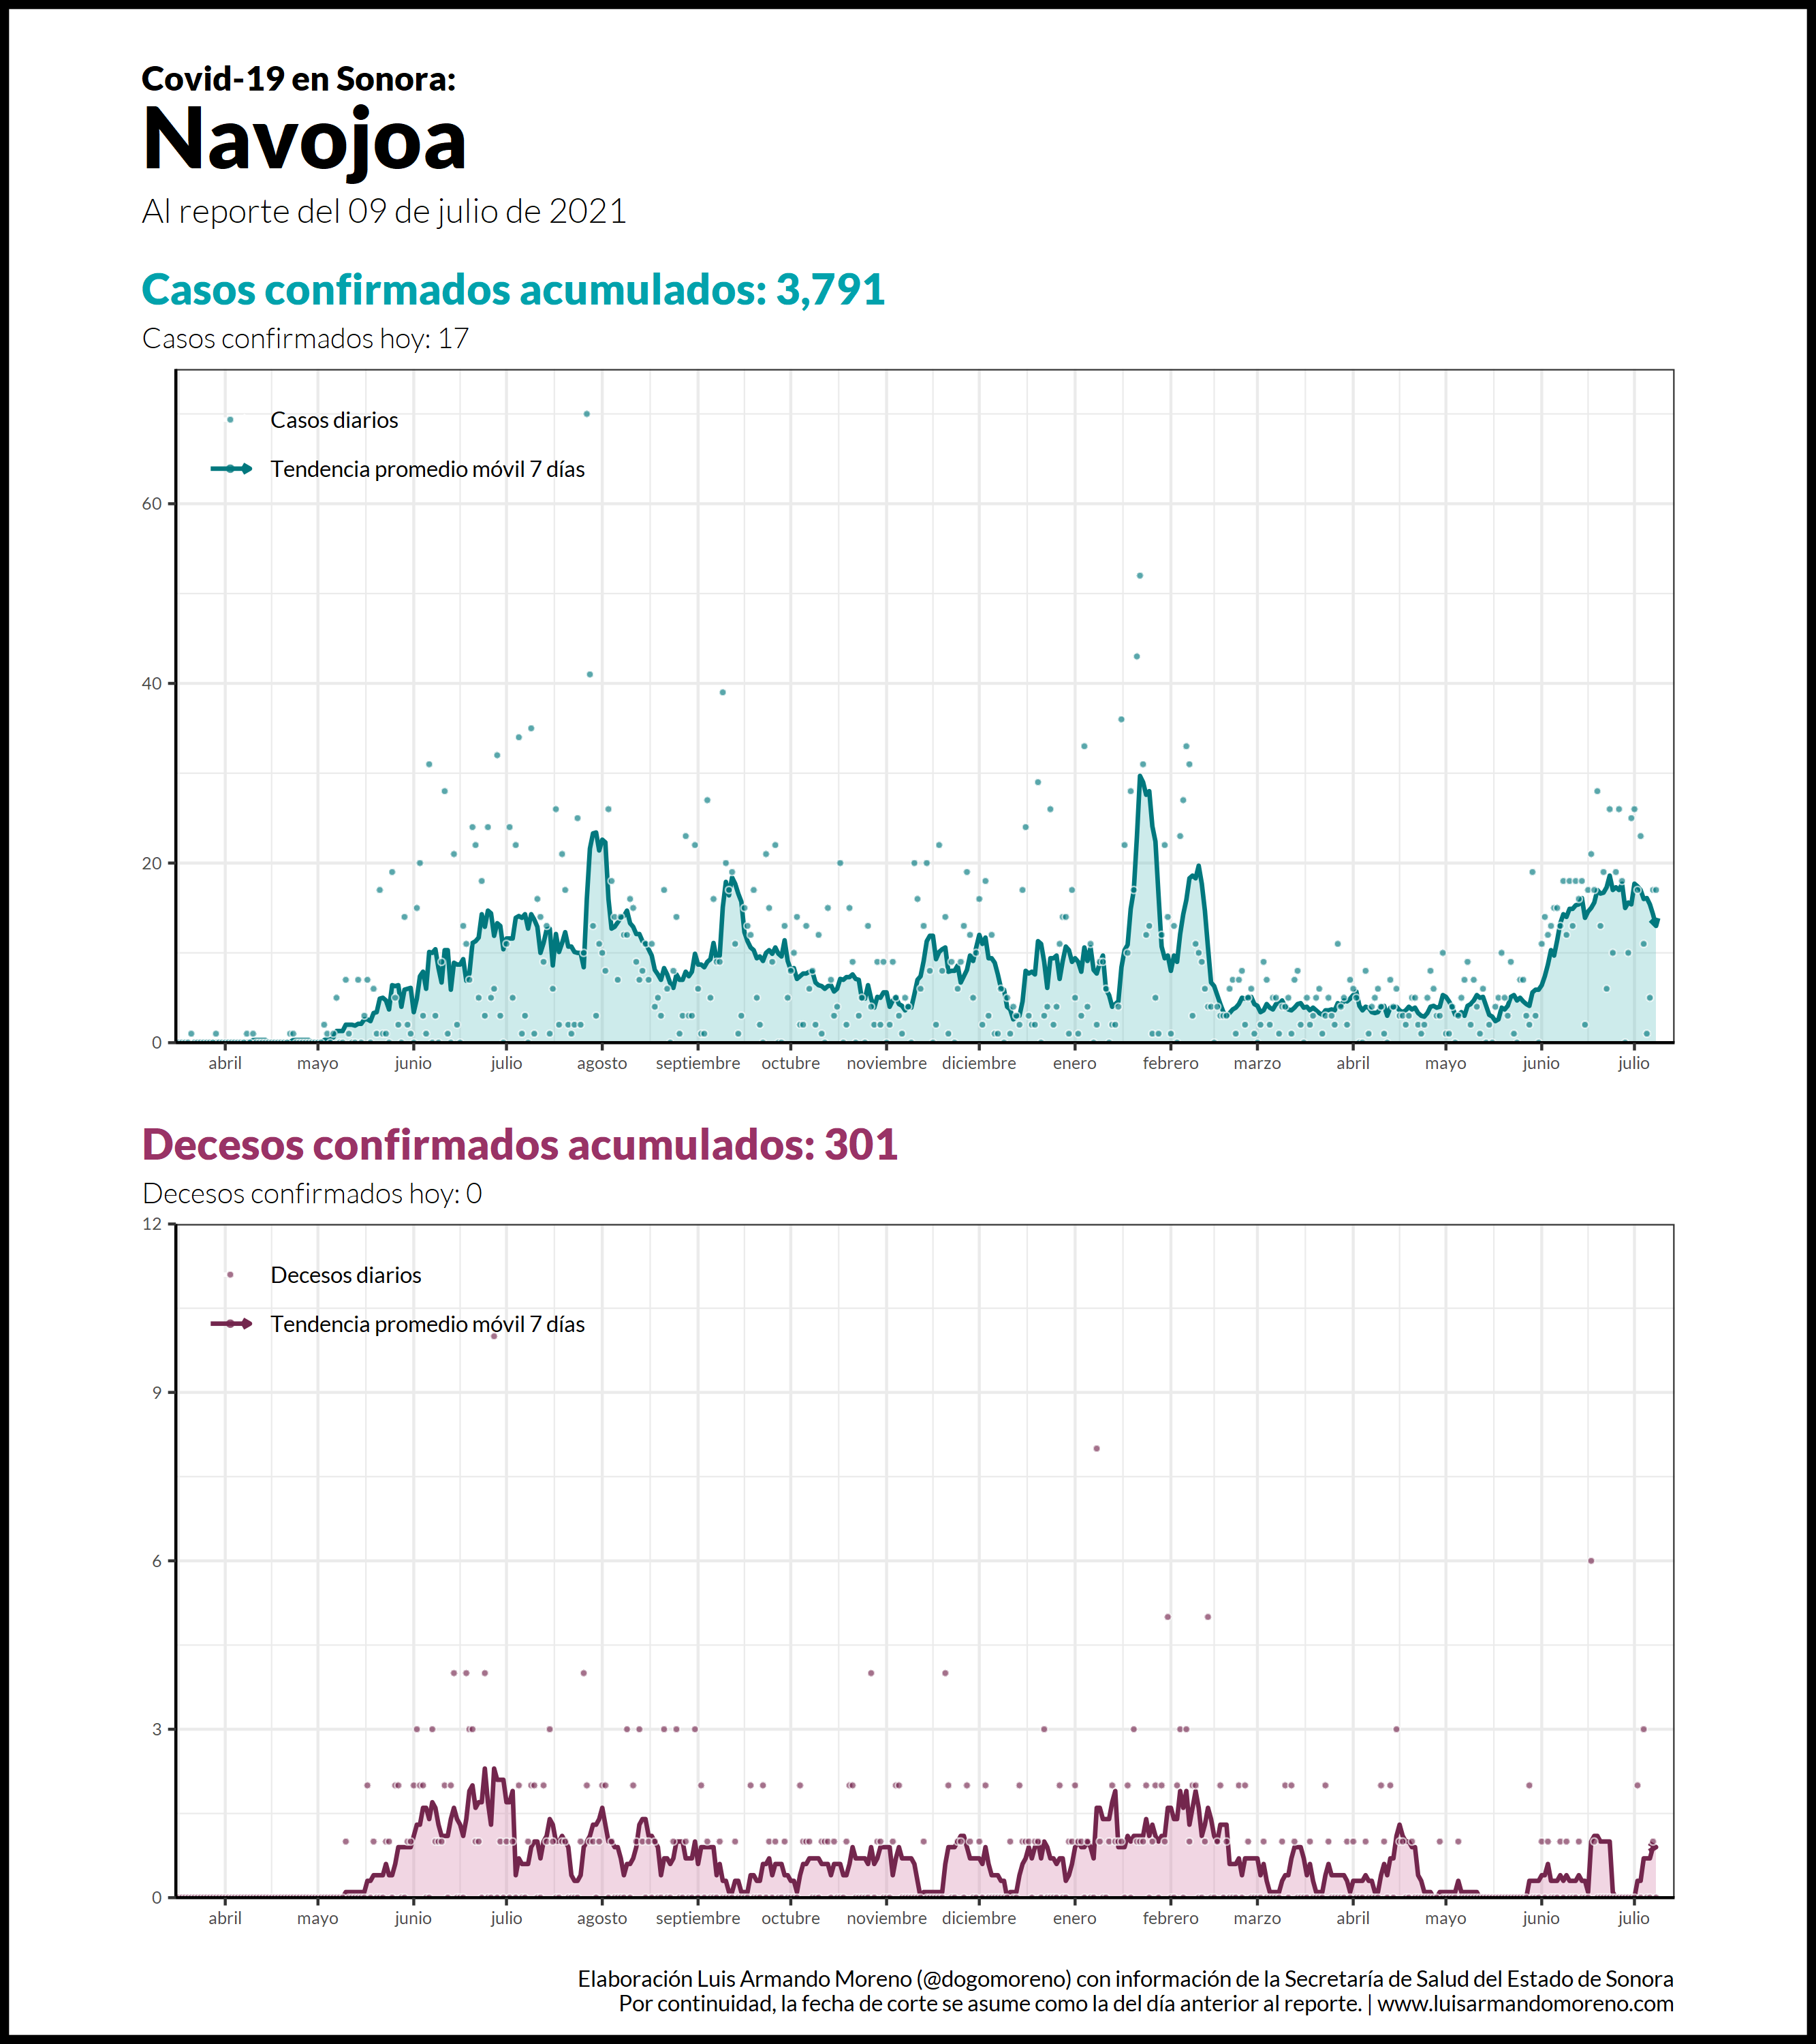 Covid-19 en Sonora:
Navojoa
Al reporte del 09 de julio de 2021
Casos confirmados acumulados: 3,791
Casos confirmados hoy: 17
Casos diarios
Tendencia promedio móvil 7 días
60
40
20
0
abril mayo junio julio agosto septiembre octubre noviembre diciembre enero febrero marzo abril mayo junio julio
Decesos confirmados acumulados: 301
Decesos confirmados hoy: 0
12
Decesos diarios
Tendencia promedio móvil 7 días
9
6
3
0
abril mayo junio julio agosto septiembre octubre noviembre diciembre enero febrero marzo abril mayo junio julio
Elaboración Luis Armando Moreno (@dogomoreno) con información de la Secretaría de Salud del Estado de Sonora
Por continuidad, la fecha de corte se asume como la del día anterior al reporte. | www.luisarmandomoreno.com